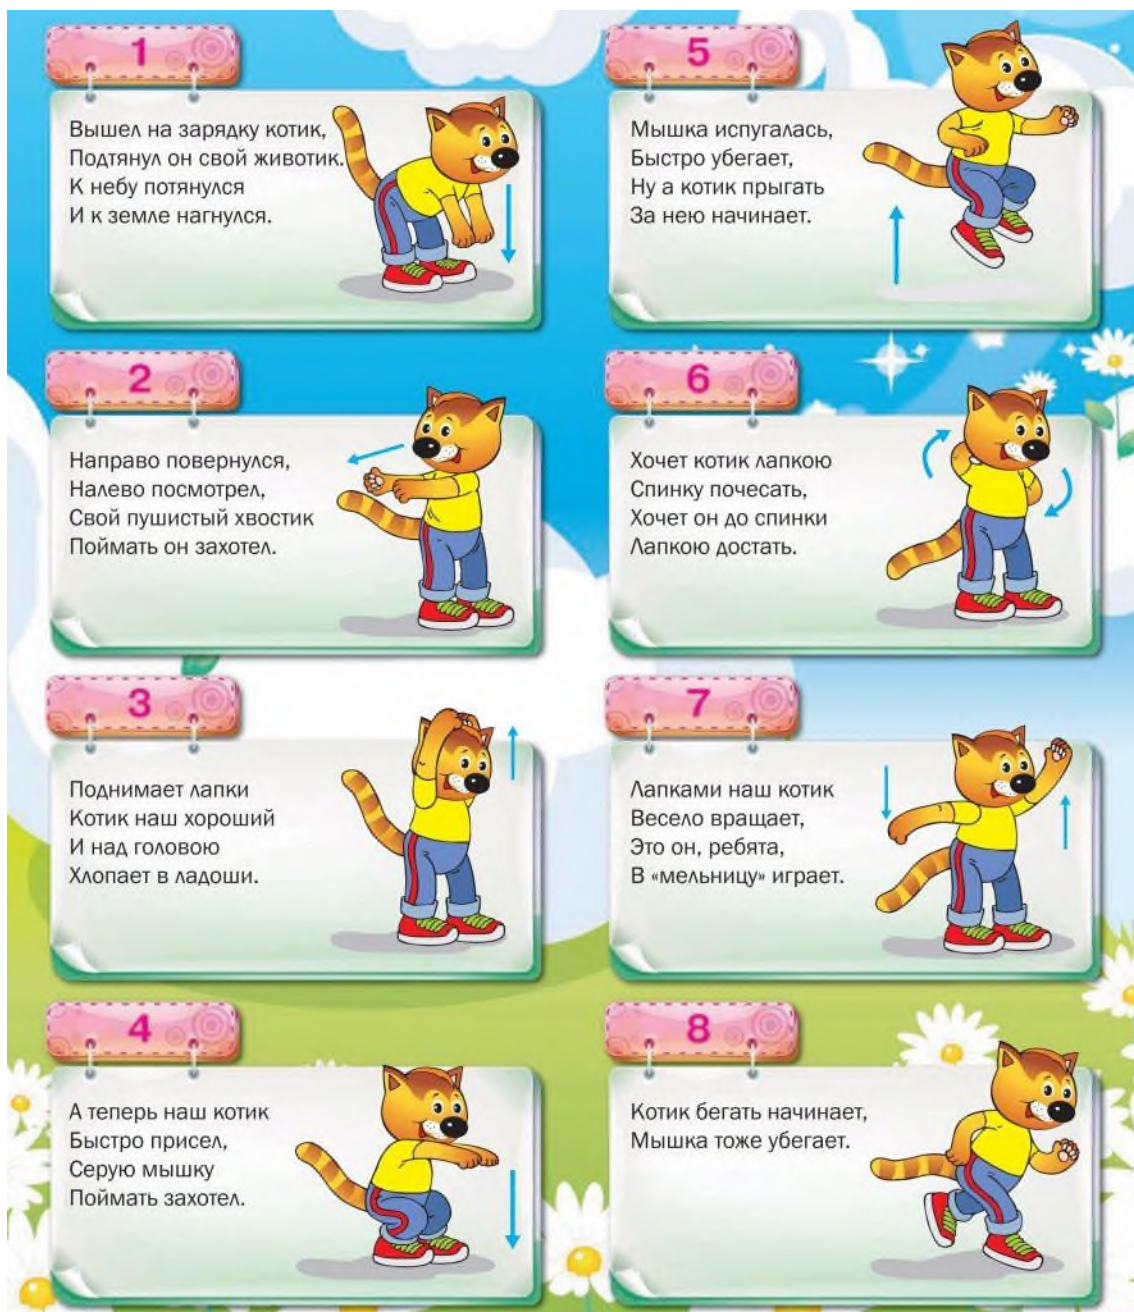 1
Вышел на зарядку котик,
Подтянул он свой животик.
К небу потянулся
И к земле нагнулся.
2
Направо повернулся,
Налево посмотрел,
Свой пушистый хвостик
Поймать он захотел.
3
Поднимает лапки
Котик наш хороший
И над головою
Хлопает в ладоши.
4
А теперь наш котик
Быстро присел,
Серую мышку
Поймать захотел.
5
Мышка испугалась,
Быстро убегает,
Ну а котик прыгать
За нею начинает.
6
Хочет котик лапкою
Спинку почесать,
Хочет он до спинки
Лапкою достать.
7
Лапками наш котик
Весело вращает,
Это он, ребята,
В «мельницу» играет.
8
Котик бегать начинает,
Мышка тоже убегает.